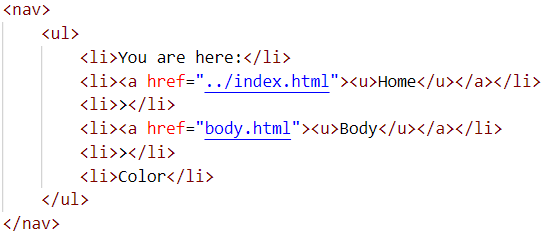 <nav>
<ul>
<li>You are here:</li>
<li><a href="../index.html"><u>Home</u></a></li>
<li>></li>
<li><a href="body.html"><u>Body</u></a></li>
<li>></li>
<li>Color</li>
</ul>
</nav>